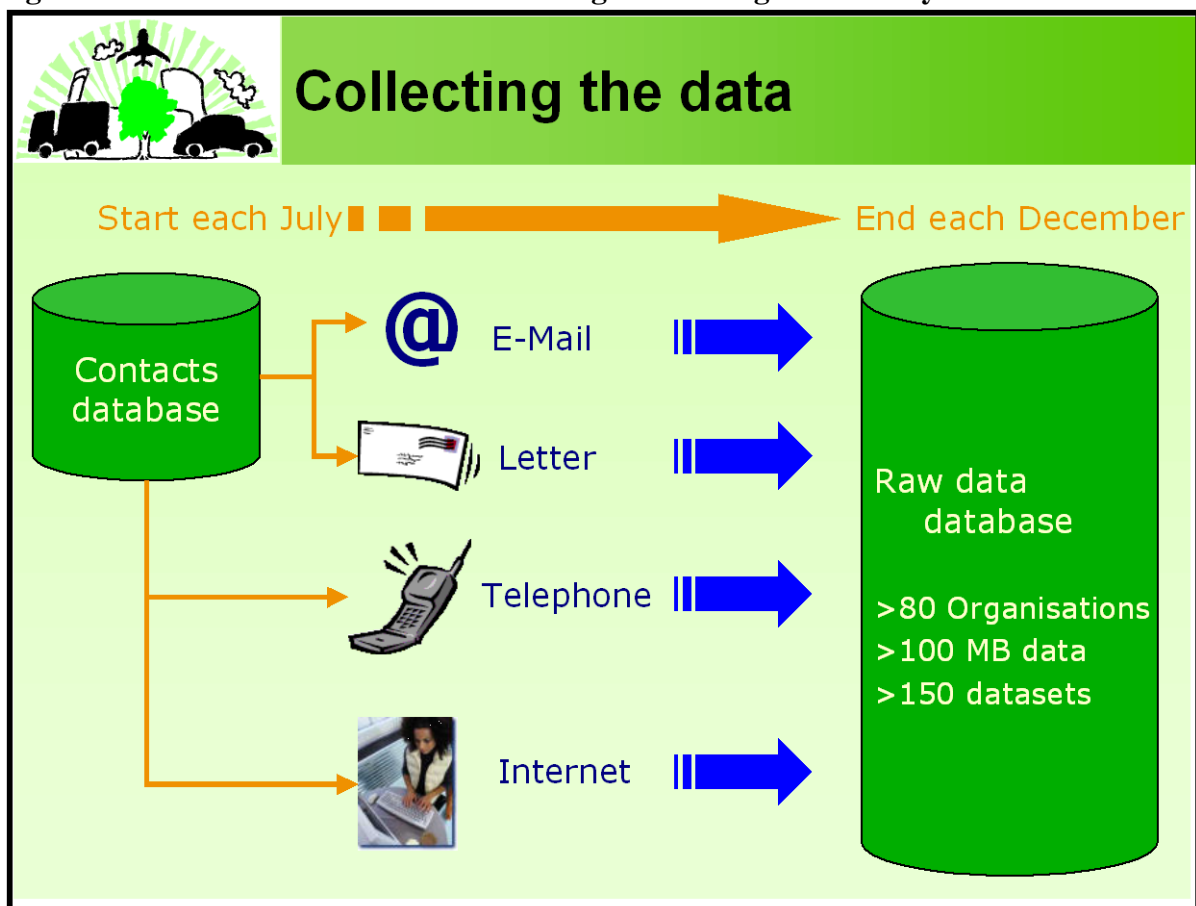 Collecting the data
Start each July
End each December
Contacts
database
@
E-Mail
Letter
Telephone
Internet
Raw data
database
>80 Organisations
>100 MB data
>150 datasets